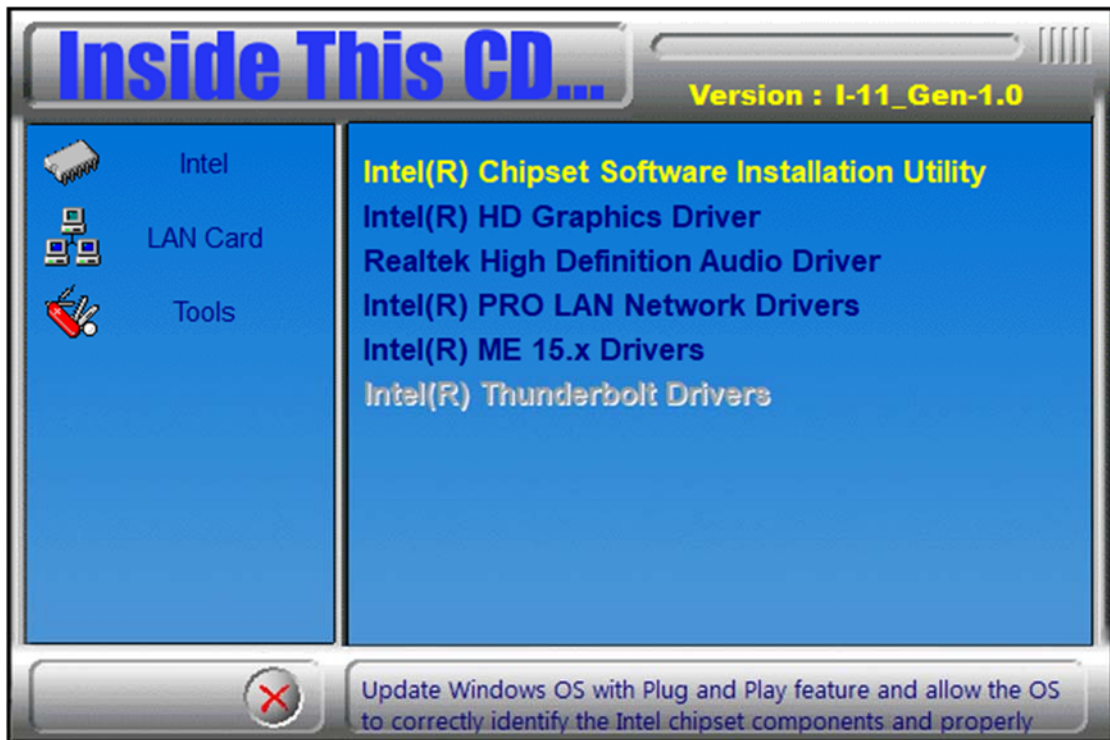 Inside This CD...
Version : I-11_Gen-1.0
Intel
LAN Card
Tools
Intel(R) Chipset Software Installation Utility
Intel(R) HD Graphics Driver
Realtek High Definition Audio Driver
Intel(R) PRO LAN Network Drivers
Intel(R) ME 15.x Drivers
Intel(R) Thunderbolt Drivers
Update Windows OS with Plug and Play feature and allow the OS
to correctly identify the Intel chipset components and properly